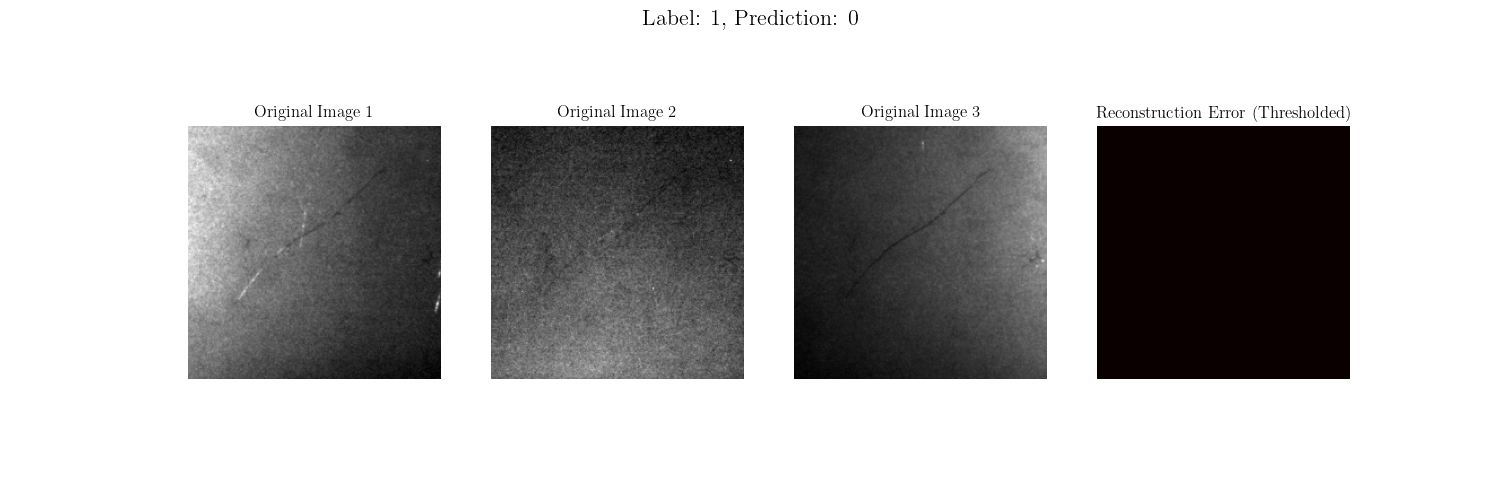 Label: 1, Prediction: 0
Original Image 1
Original Image 2
Original Image 3
Reconstruction Error (Thresholded)